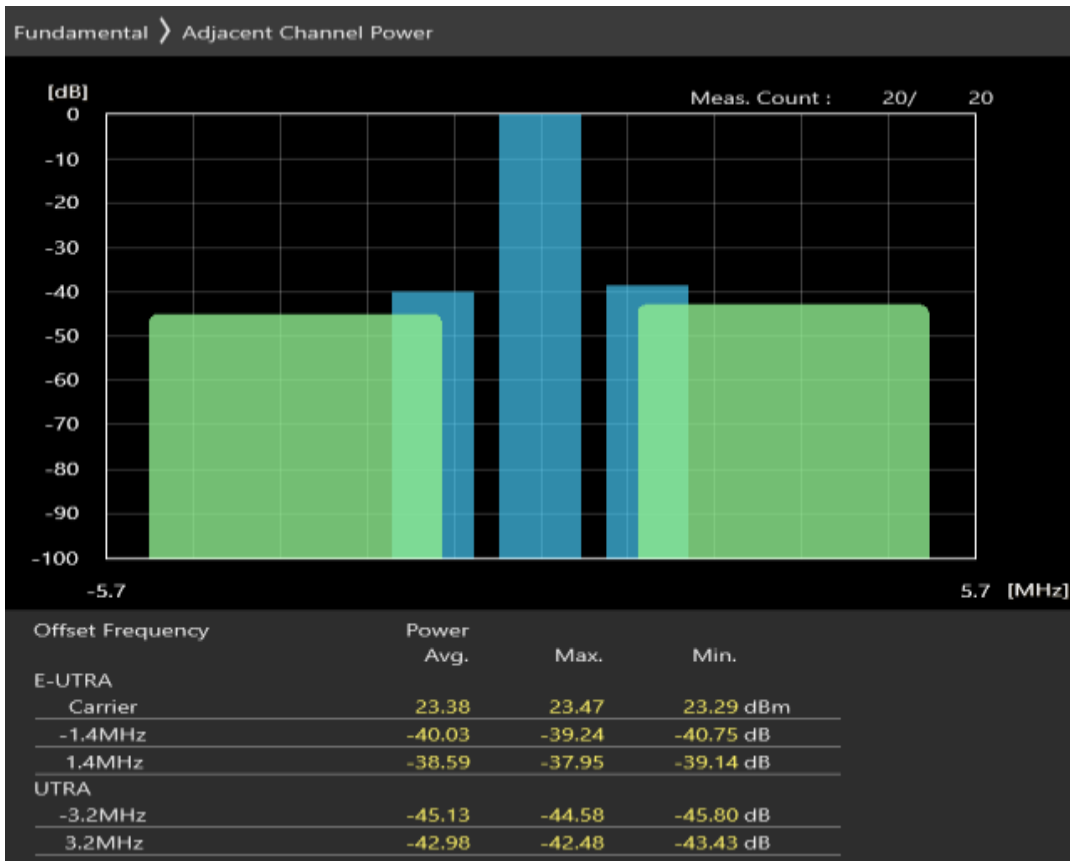 Fundamental 〉 Adjacent Channel Power
[dB]
Meas. Count : 20/ 20
0
-10
-20
-30
-40
-50
-60
-70
-80
-90
-100
-5.7 5.7 [MHz]
Offset Frequency Power
Avg. Max. Min.
E-UTRA
Carrier 23.38 23.47 23.29 dBm
-1.4MHz -40.03 -39.24 -40.75 dB
1.4MHz -38.59 -37.95 -39.14 dB
UTRA
-3.2MHz -45.13 -44.58 -45.80 dB
3.2MHz -42.98 -42.48 -43.43 dB